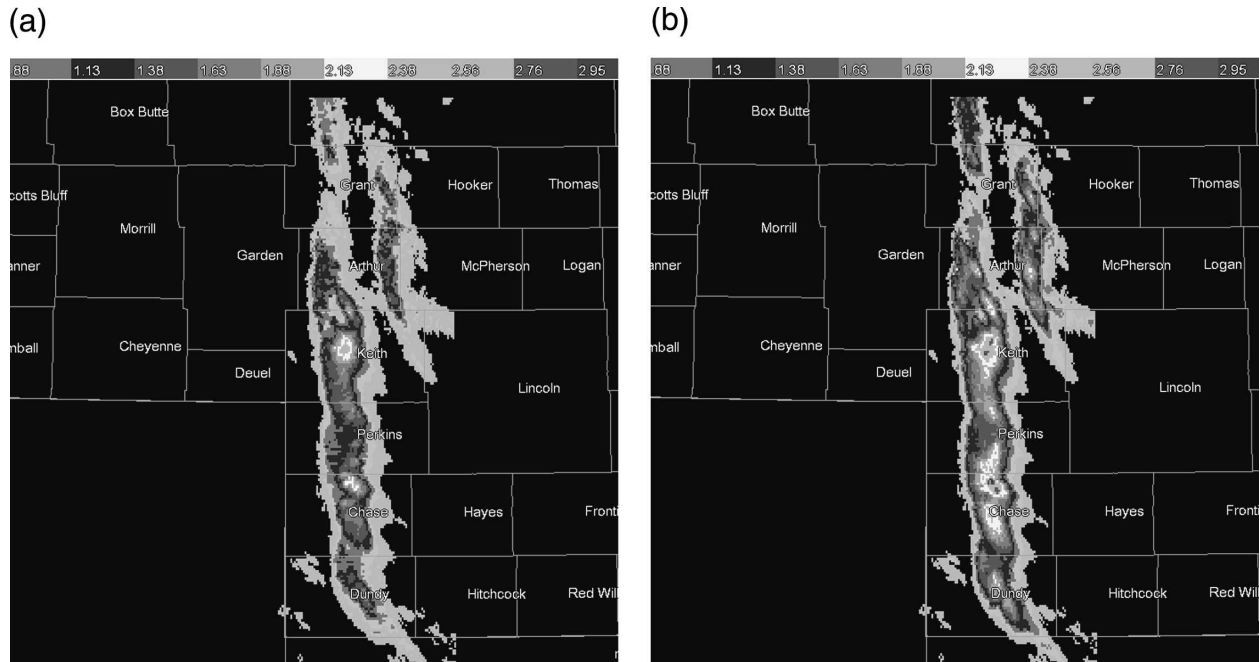 (a)
(b)
.88 1.13 1.38 1.63 1.88 2.13 2.38 2.56 2.76 2.95
Box Butte
cotts Bluff
Grant
Hooker
Thomas
Morrill
Garden
anner
Arthur
McPherson
Logan
mball
Cheyenne
Keith
Deuel
Lincoln
Perkins
Chase
Hayes
Fronti
Dundy
Hitchcock
Red Will
.88 1.13 1.38 1.63 1.88 2.13 2.38 2.56 2.76 2.95
Box Butte
cotts Bluff
Grant
Hooker
Thomas
Morrill
Garden
anner
Arthur
McPherson
Logan
mball
Cheyenne
Keith
Deuel
Lincoln
Perkins
Chase
Hayes
Fronti
Dundy
Hitchcock
Red Will